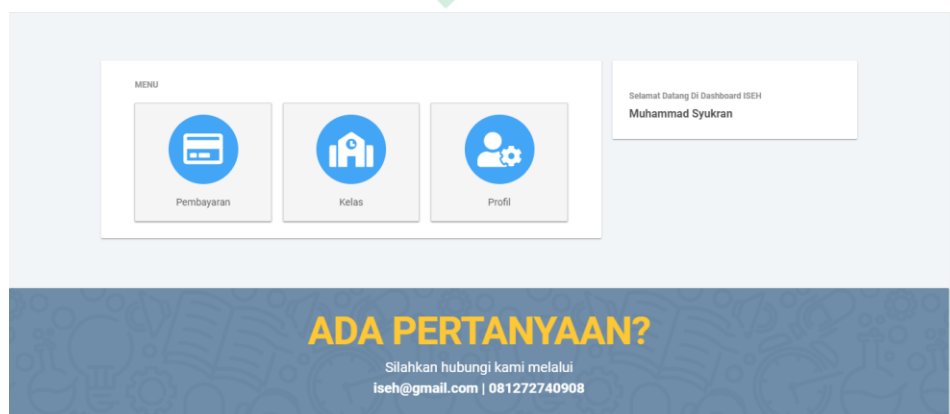 MENU
Pembayaran
Kelas
Profil
Selamat Datang Di Dashboard ISEH
Muhammad Syukran
ADA PERTANYAAN?
Silahkan hubungi kami melalui
iseh@gmail.com | 081272740908